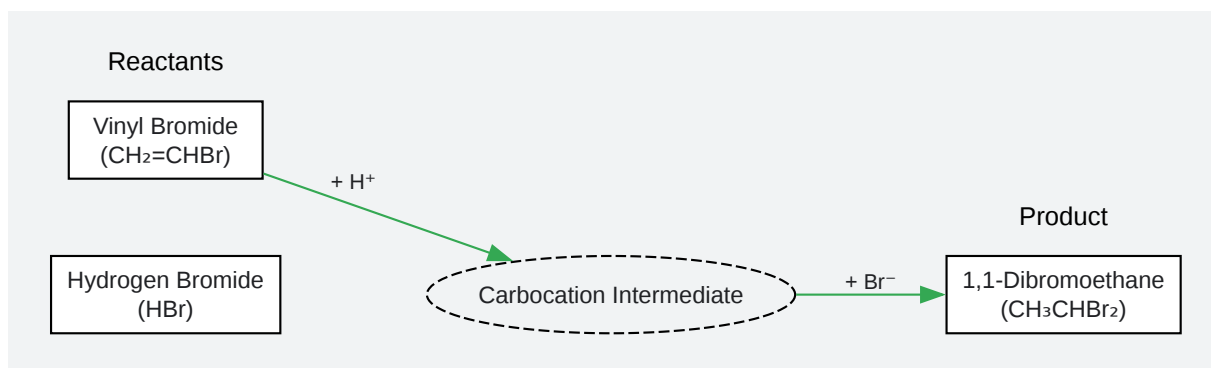 Reactants
Vinyl Bromide
(CH₂=CHBr)
+ H⁺
Hydrogen Bromide
(HBr)
Carbocation Intermediate
+ Br⁻
Product
1,1-Dibromoethane
(CH₃CHBr₂)